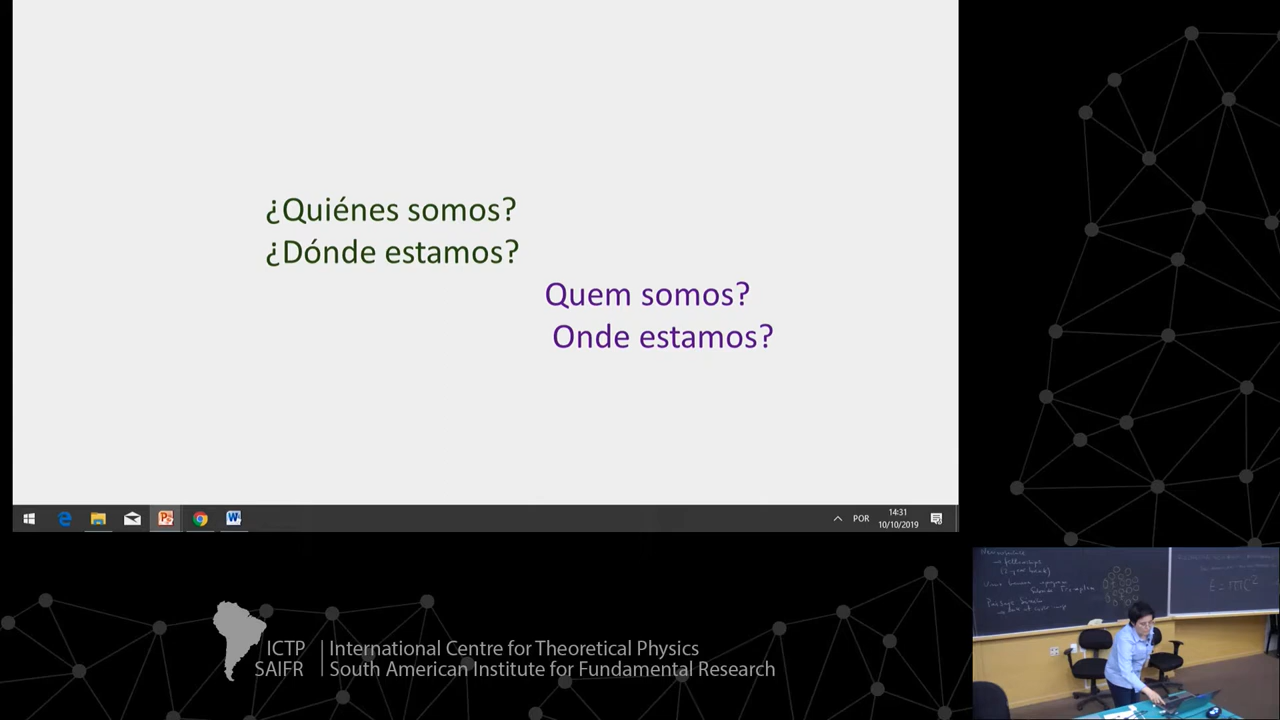 ¿Quiénes somos?
¿Dónde estamos?
Quem somos?
Onde estamos?
POR
14:31
10/10/2019
ICTP
SAIFR
International Centre for Theoretical Physics
South American Institute for Fundamental Research
→ fellowships
E=mc²